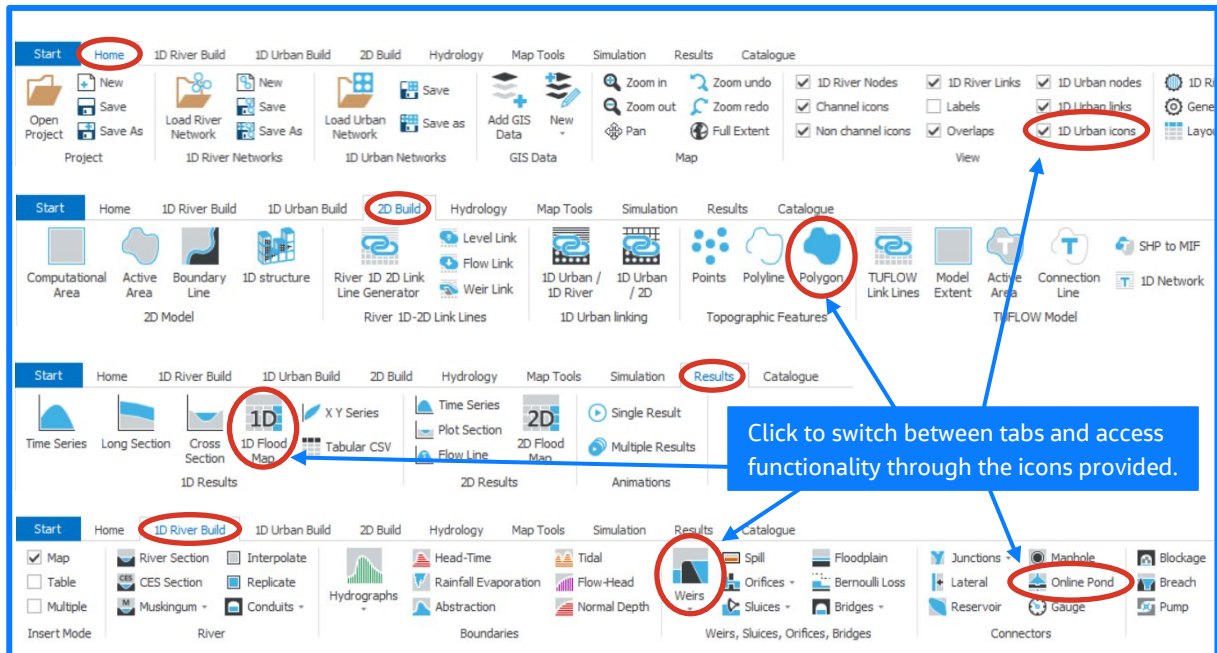 Start Home 1D River Build 1D Urban Build 2D Build Hydrology Map Tools Simulation Results Catalogue
Open Project
New
Save
Save As
Project
Load River Network
New
Save
Save As
1D River Networks
Load Urban Network
Save
Save as
1D Urban Networks
Add GIS Data
New
GIS Data
Zoom in
Zoom out
Pan
Zoom undo
Zoom redo
Full Extent
Map
1D River Nodes
Channel icons
Non channel icons
1D River Links
Labels
Overlaps
1D Urban nodes
1D Urban links
1D Urban icons
View
1D Ri
Gene
Layou
Start Home 1D River Build 1D Urban Build 2D Build Hydrology Map Tools Simulation Results Catalogue
Computational Area
Active Area
Boundary Line
1D structure
2D Model
River 1D 2D Link Line Generator
Level Link
Flow Link
Weir Link
River 1D-2D Link Lines
1D Urban / 1D River
1D Urban / 2D
1D Urban linking
Points
Polyline
Polygon
Topographic Features
TUFLOW Link Lines
Model Extent
Active Area
Connection Line
SHP to MIF
1D Network
TUFLOW Model
Start Home 1D River Build 1D Urban Build 2D Build Hydrology Map Tools Simulation Results Catalogue
Time Series
Long Section
Cross Section
1D
1D Flood Map
X Y Series
Tabular CSV
1D Results
Time Series
Plot Section
Flow Line
2D
2D Flood Map
2D Results
Single Result
Multiple Results
Animations
Click to switch between tabs and access
functionality through the icons provided.
Start Home 1D River Build 1D Urban Build 2D Build Hydrology Map Tools Simulation Results Catalogue
Map
Table
Multiple
Insert Mode
River Section
CES Section
Muskingum
Interpolate
Replicate
Conduits
River
Hydrographs
Head-Time
Rainfall Evaporation
Abstraction
Tidal
Flow-Head
Normal Depth
Boundaries
Weirs
Spill
Orifices
Sluices
Floodplain
Bernoulli Loss
Bridges
Weirs, Sluices, Orifices, Bridges
Junctions
Lateral
Reservoir
Manhole
Online Pond
Gauge
Connectors
Blockage
Breach
Pump